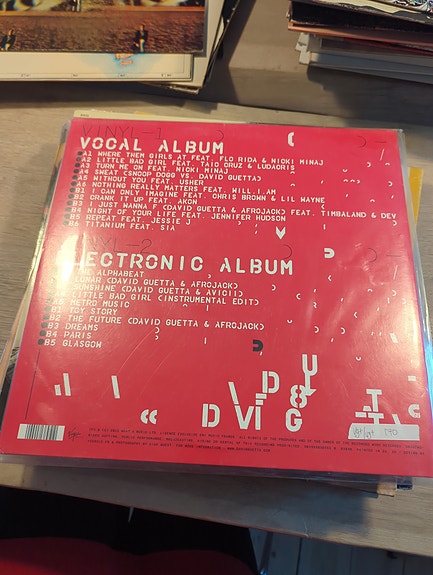 VINYL-1
VOCAL ALBUM
A1 WHERE THEM GIRLS AT FEAT. FLO RIDA & NICKI MINAJ
A2 LITTLE BAD GIRL FEAT. TAIO CRUZ & LUDACRIS
A3 TURN ME ON FEAT. NICKI MINAJ
A4 SWEAT (SNOOP DOGG VS. DAVID GUETTA)
A5 WITHOUT YOU FEAT. USHER
A6 NOTHING REALLY MATTERS FEAT. WILL.I.AM
B1 I CAN ONLY IMAGINE FEAT. CHRIS BROWN & LIL WAYNE
B2 CRANK IT UP FEAT. AKON
B3 I JUST WANNA F (DAVID GUETTA & AFROJACK) FEAT. TIMBALAND & DEV
B4 NIGHT OF YOUR LIFE FEAT. JENNIFER HUDSON
B5 REPEAT FEAT. JESSIE J
B6 TITANIUM FEAT. SIA
VINYL-2
ELECTRONIC ALBUM
THE ALPHABEAT
LUNAR (DAVID GUETTA & AFROJACK)
SUNSHINE (DAVID GUETTA & AVICII)
LITTLE BAD GIRL (INSTRUMENTAL EDIT)
METRO MUSIC
B1 TOY STORY
B2 THE FUTURE (DAVID GUETTA & AFROJACK)
B3 DREAMS
B4 PARIS
B5 GLASGOW